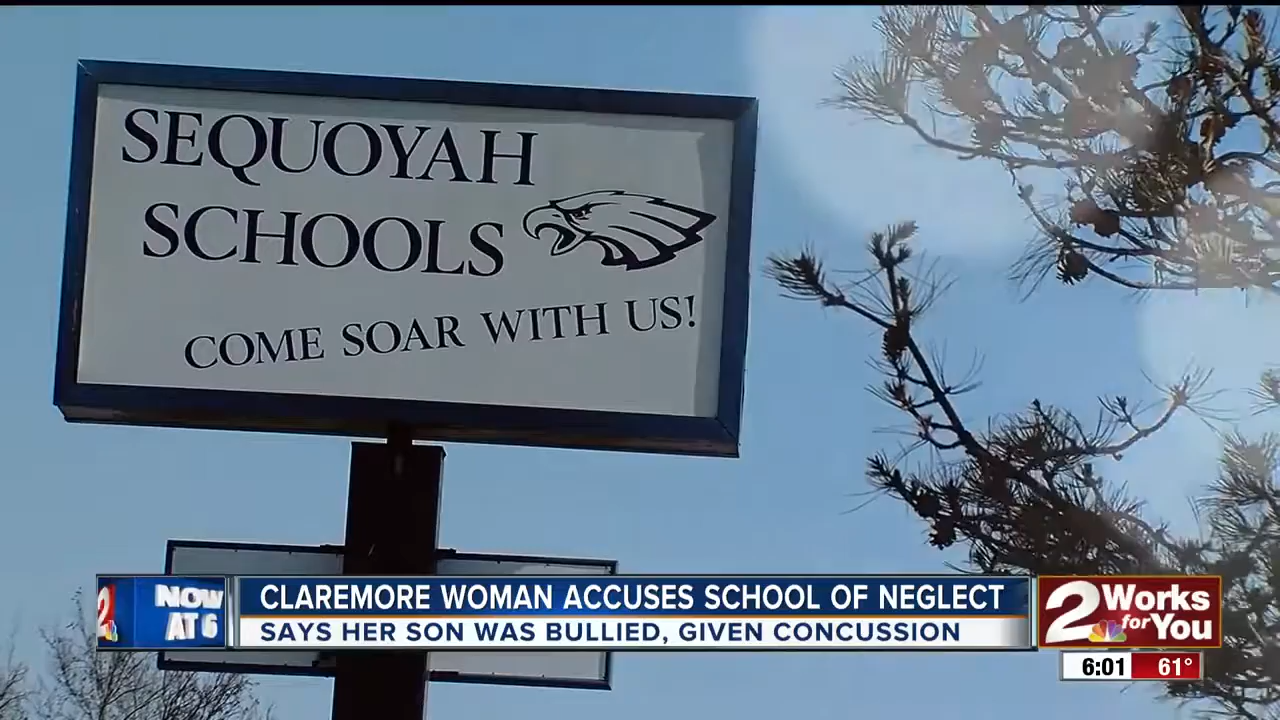 SEQUOYAH
SCHOOLS
COME SOAR WITH US!
2 NOW
AT 6
CLAREMORE WOMAN ACCUSES SCHOOL OF NEGLECT
SAYS HER SON WAS BULLIED, GIVEN CONCUSSION
2 Works
for You
6:01 61°